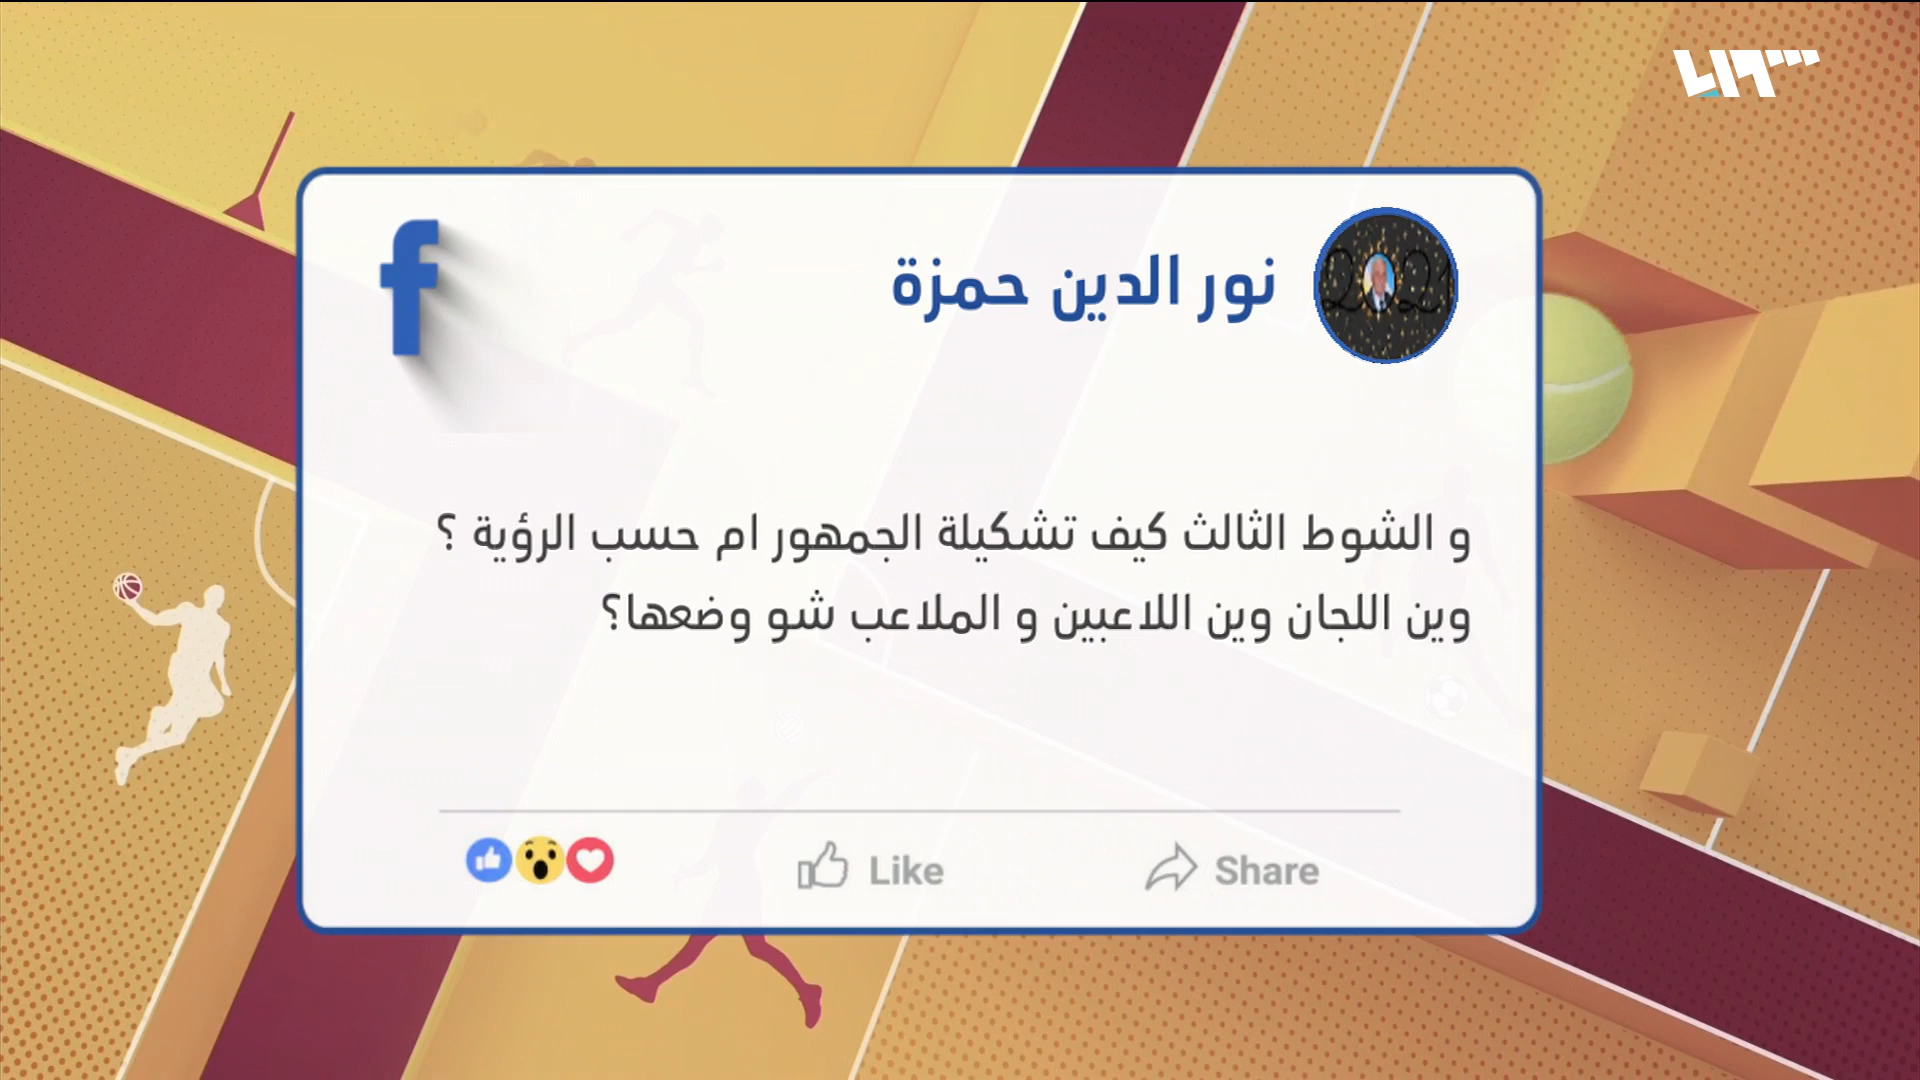 نور الدين حمزة
و الشوط الثالث كيف تشكيلة الجمهور ام حسب الرؤية ؟
وين اللجان وين اللاعبين و الملاعب شو وضعها؟
Like
Share